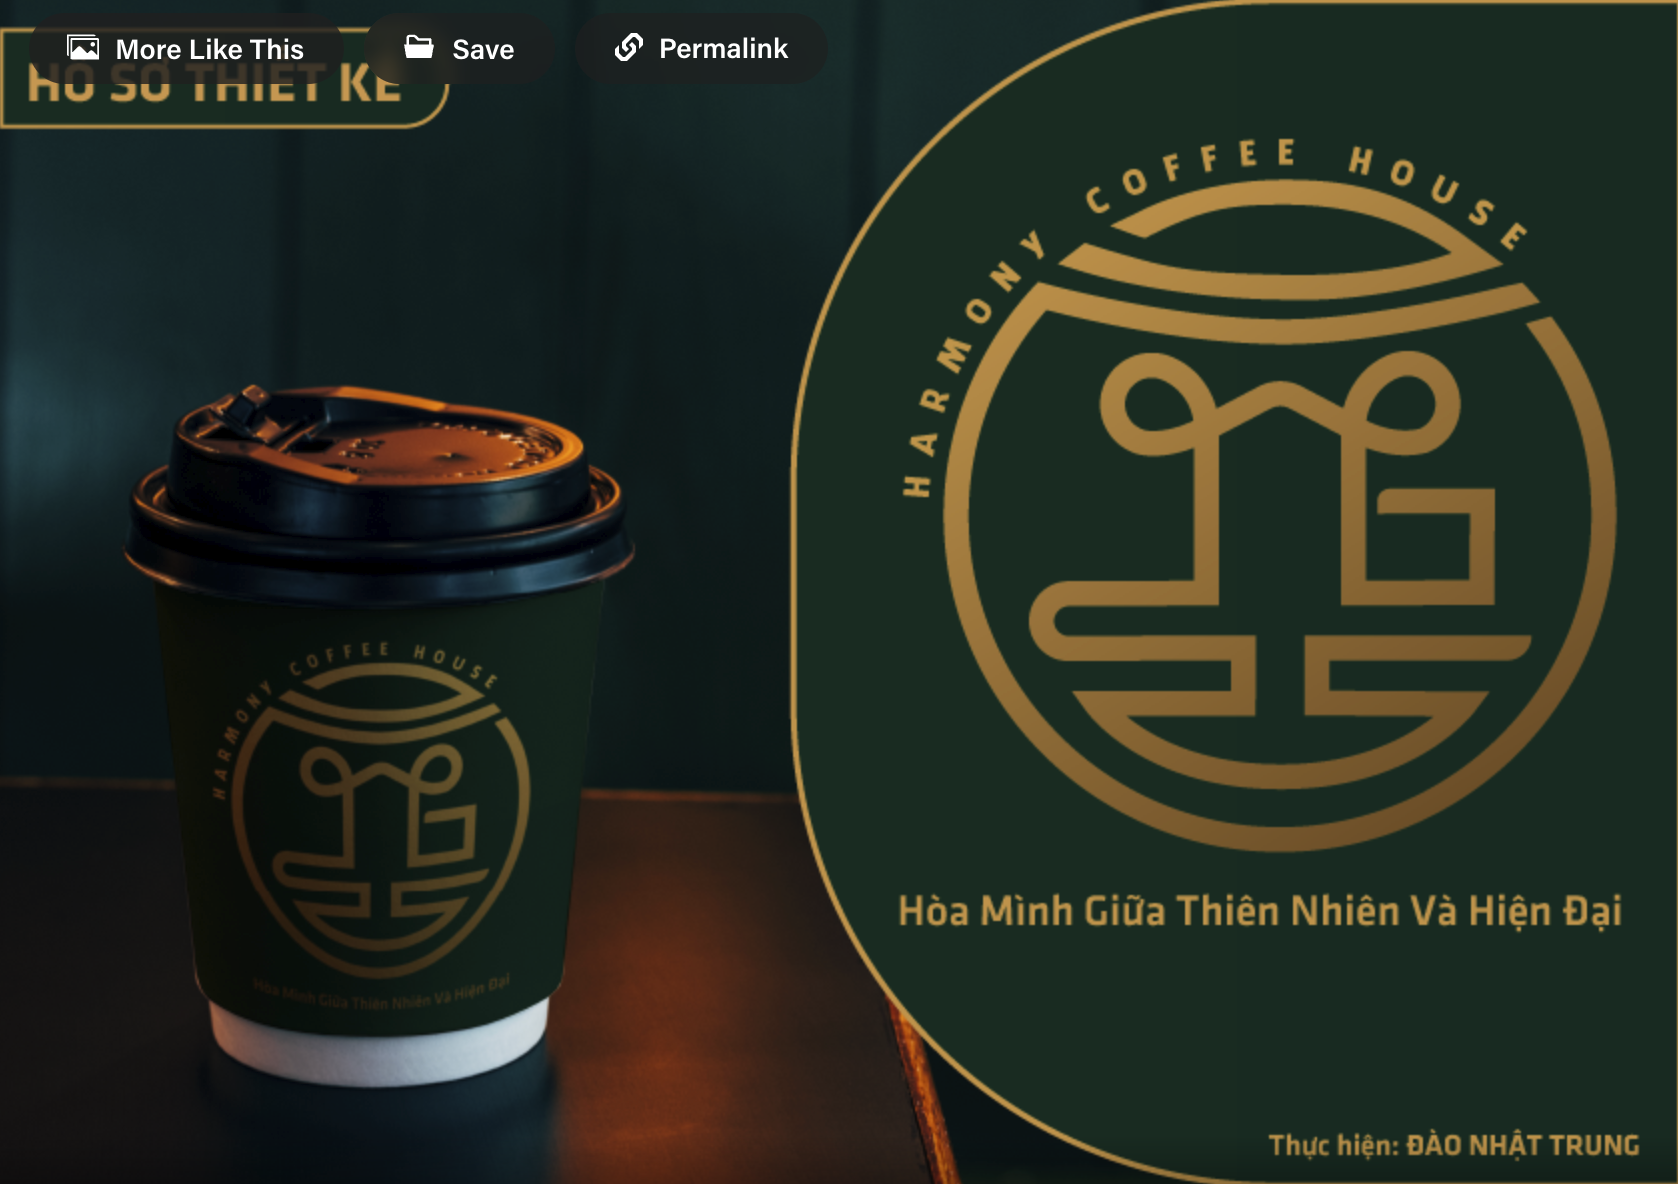 More Like This
Save
Permalink
HỒ SƠ THIẾT KẾ
HARMONY COFFEE HOUSE
Hòa Mình Giữa Thiên Nhiên Và Hiện Đại
HARMONY COFFEE HOUSE
Hòa Mình Giữa Thiên Nhiên Và Hiện Đại
Thực hiện: ĐÀO NHẬT TRUNG